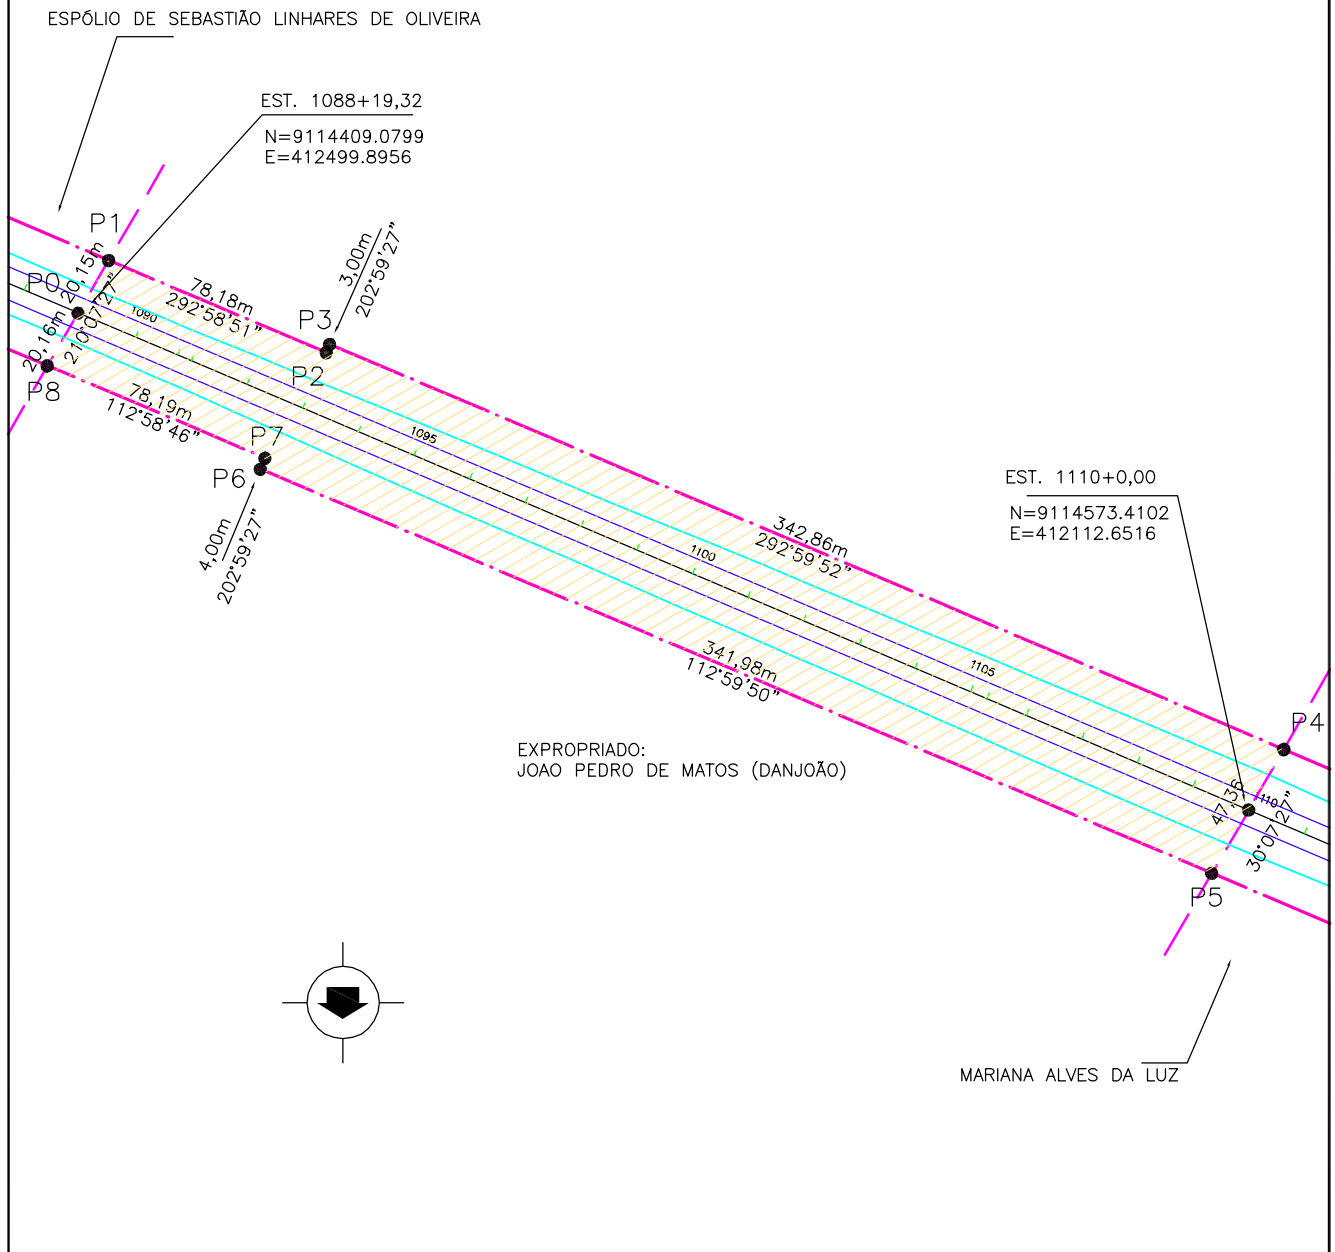 ESPÓLIO DE SEBASTIÃO LINHARES DE OLIVEIRA
EST. 1088+19,32
N=9114409.0799
E=412499.8956
P1
20,15m
P0
210°07'27"
20,16m
P8
1090
78,18m
292°58'51"
3,00m
202°59'27"
P3
P2
78,19m
112°58'46"
P7
P6
4,00m
202°59'27"
1095
1100
342,86m
292°59'52"
341,98m
112°59'50"
1105
EST. 1110+0,00
N=9114573.4102
E=412112.6516
P4
47,36
1110
30°07'27"
P5
EXPROPRIADO:
JOAO PEDRO DE MATOS (DANJOÃO)
MARIANA ALVES DA LUZ